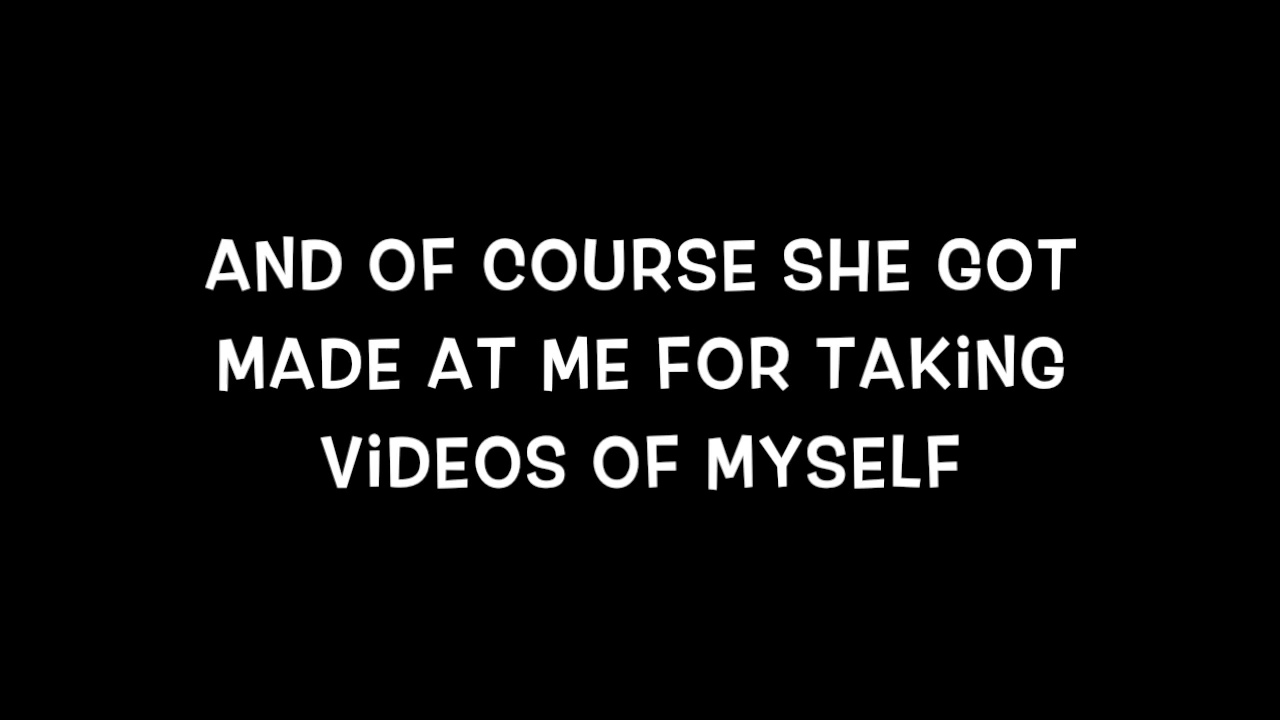 AND OF COURSE SHE GOT
MADE AT ME FOR TAKiNG
ViDEOS OF MYSELF